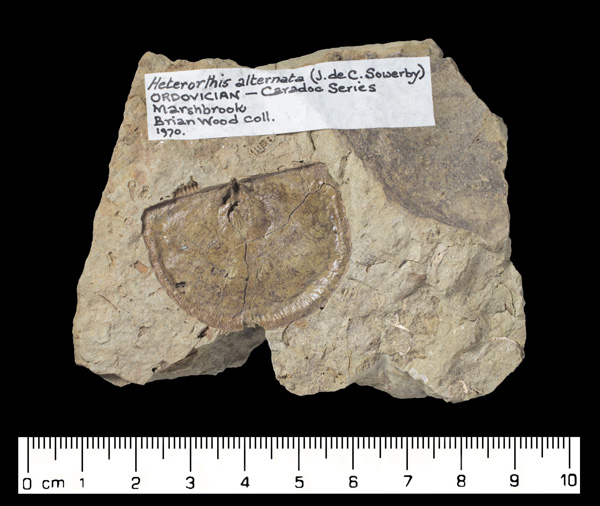 Heterorthis alternata (J. de C. Sowerby)
ORDOVICIAN – Caradoc Series
Marshbrook
Brian Wood Coll.
1970.
0 cm 1 2 3 4 5 6 7 8 9 10